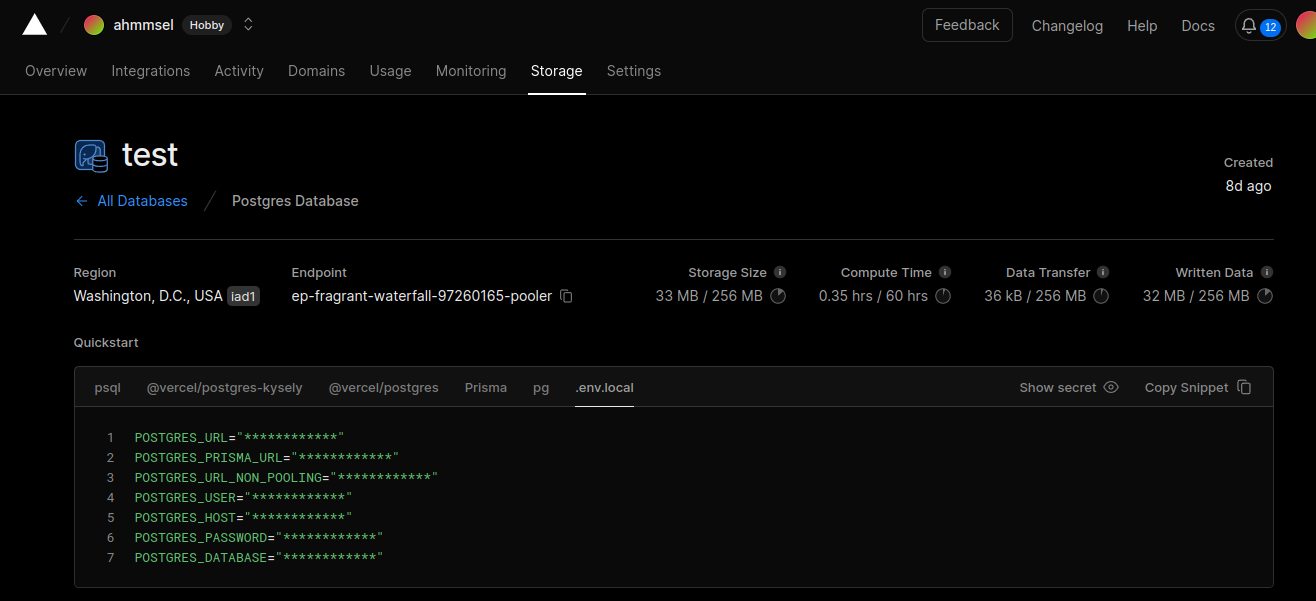 ahmmsel Hobby Feedback Changelog Help Docs 12
Overview Integrations Activity Domains Usage Monitoring Storage Settings
test
Created
8d ago
All Databases / Postgres Database
Region Endpoint Storage Size Compute Time Data Transfer Written Data
Washington, D.C., USA iad1 ep-fragrant-waterfall-97260165-pooler 33 MB / 256 MB 0.35 hrs / 60 hrs 36 kB / 256 MB 32 MB / 256 MB
Quickstart
psql @vercel/postgres-kysely @vercel/postgres Prisma pg .env.local Show secret Copy Snippet
1 POSTGRES_URL="************"
2 POSTGRES_PRISMA_URL="************"
3 POSTGRES_URL_NON_POOLING="************"
4 POSTGRES_USER="************"
5 POSTGRES_HOST="************"
6 POSTGRES_PASSWORD="************"
7 POSTGRES_DATABASE="************"